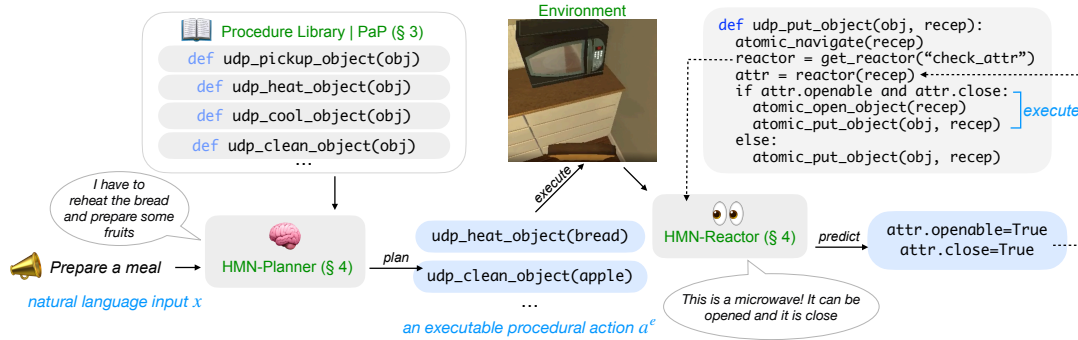 Procedure Library | PaP (§ 3)
def udp_pickup_object(obj)
def udp_heat_object(obj)
def udp_cool_object(obj)
def udp_clean_object(obj)
…
I have to
reheat the bread
and prepare some
fruits
Prepare a meal
natural language input x
HMN-Planner (§ 4)
plan
udp_heat_object(bread)
udp_clean_object(apple)
…
an executable procedural action aᵉ
execute
Environment
HMN-Reactor (§ 4)
This is a microwave! It can be
opened and it is close
predict
attr.openable=True
attr.close=True
def udp_put_object(obj, recep):
atomic_navigate(recep)
reactor = get_reactor(“check_attr”)
attr = reactor(recep)
if attr.openable and attr.close:
atomic_open_object(recep)
atomic_put_object(obj, recep)
else:
atomic_put_object(obj, recep)
execute